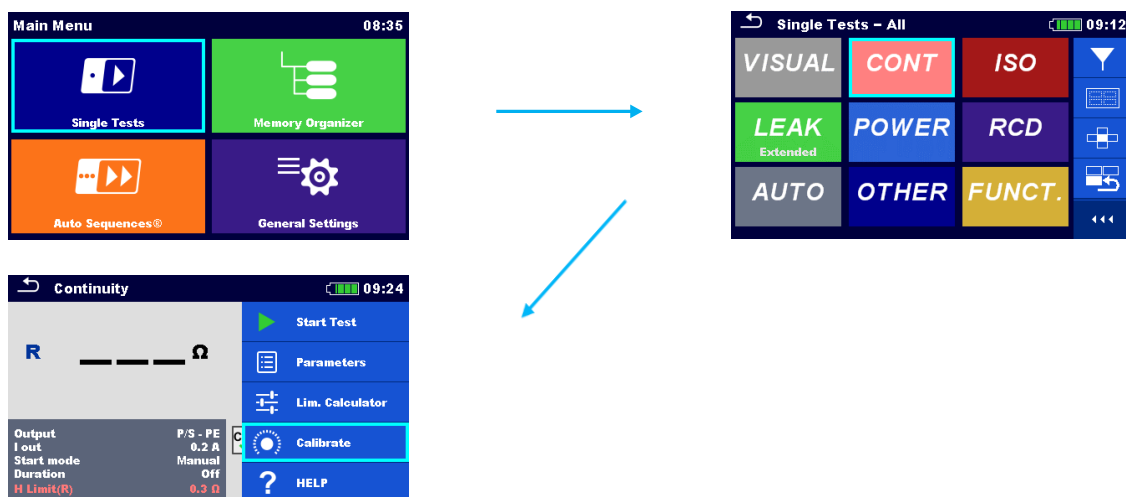 Main Menu 08:35
Single Tests
Memory Organizer
Auto Sequences®
General Settings
Single Tests – All 09:12
VISUAL CONT ISO
LEAK POWER RCD
Extended
AUTO OTHER FUNCT.
Continuity 09:24
R ___ Ω
Start Test
Parameters
Lim. Calculator
Calibrate
? HELP
Output P/S - PE
I out 0.2 A
Start mode Manual
Duration Off
H Limit(R) 0.3 Ω
C